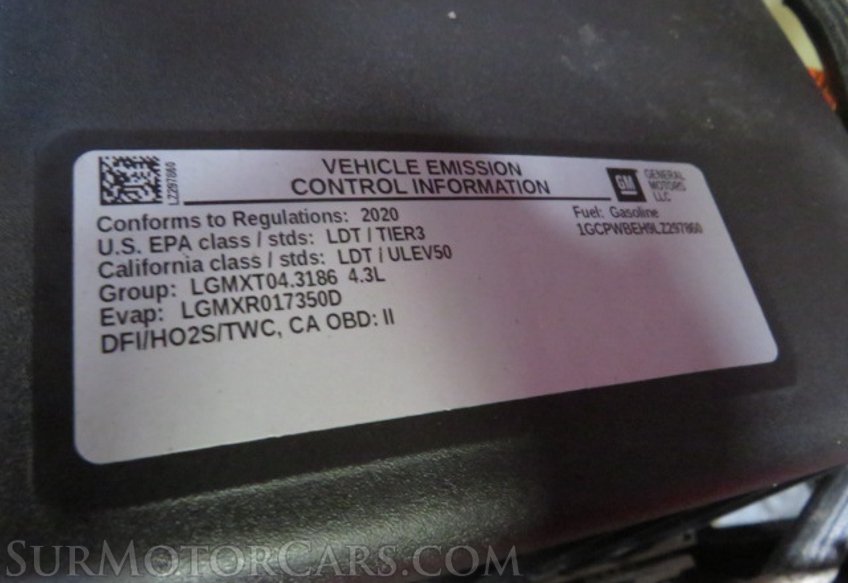 VEHICLE EMISSION
CONTROL INFORMATION
LZ297860
GM
GENERAL
MOTORS
LLC
Conforms to Regulations: 2020
U.S. EPA class / stds: LDT / TIER3
California class / stds: LDT / ULEV50
Group: LGMXT04.3186 4.3L
Evap: LGMXR017350D
DFI/HO2S/TWC, CA OBD: II
Fuel: Gasoline
1GCPWBEH9LZ297860
SURMOTORCARS.COM